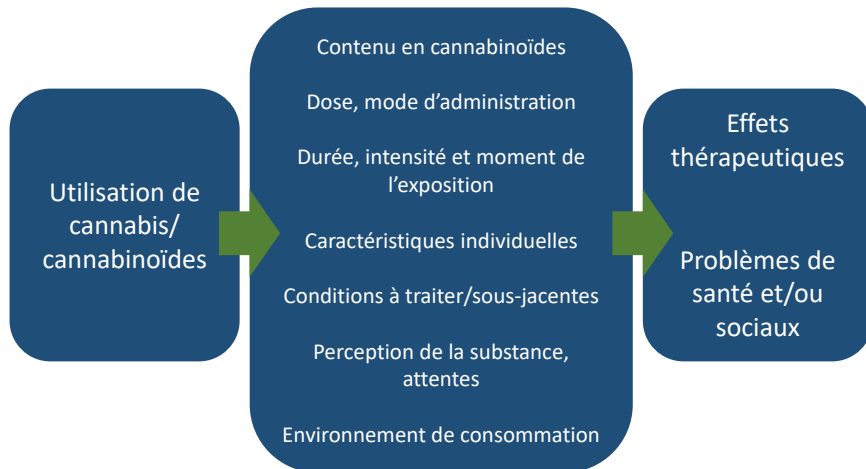 Utilisation de
cannabis/
cannabinoïdes
Contenu en cannabinoïdes
Dose, mode d’administration
Durée, intensité et moment de
l’exposition
Caractéristiques individuelles
Conditions à traiter/sous-jacentes
Perception de la substance,
attentes
Environnement de consommation
Effets
thérapeutiques
Problèmes de
santé et/ou
sociaux